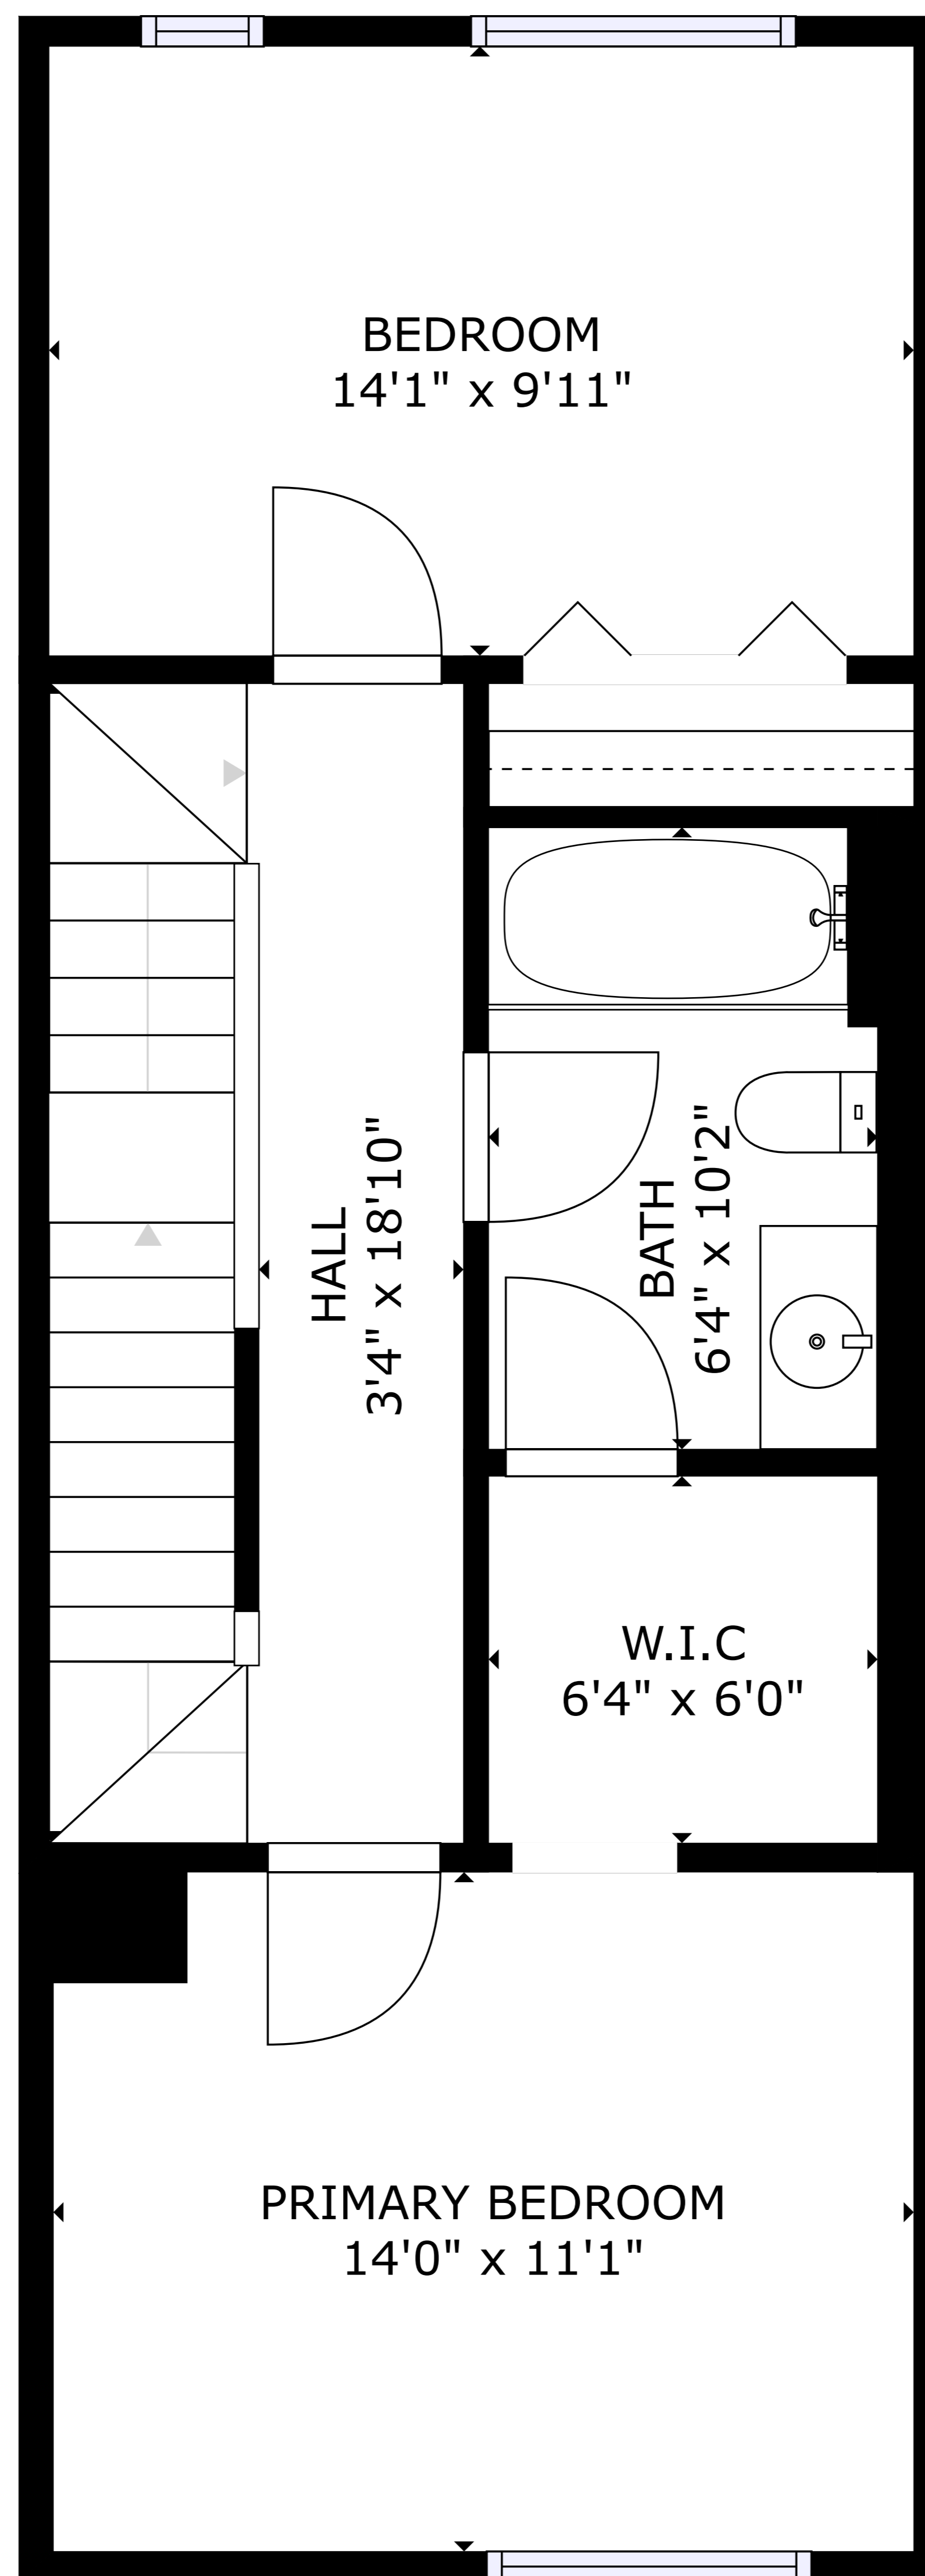 BEDROOM
14'1" x 9'11"
HALL
3'4" x 18'10"
BATH
6'4" x 10'2"
W.I.C
6'4" x 6'0"
PRIMARY BEDROOM
14'0" x 11'1"